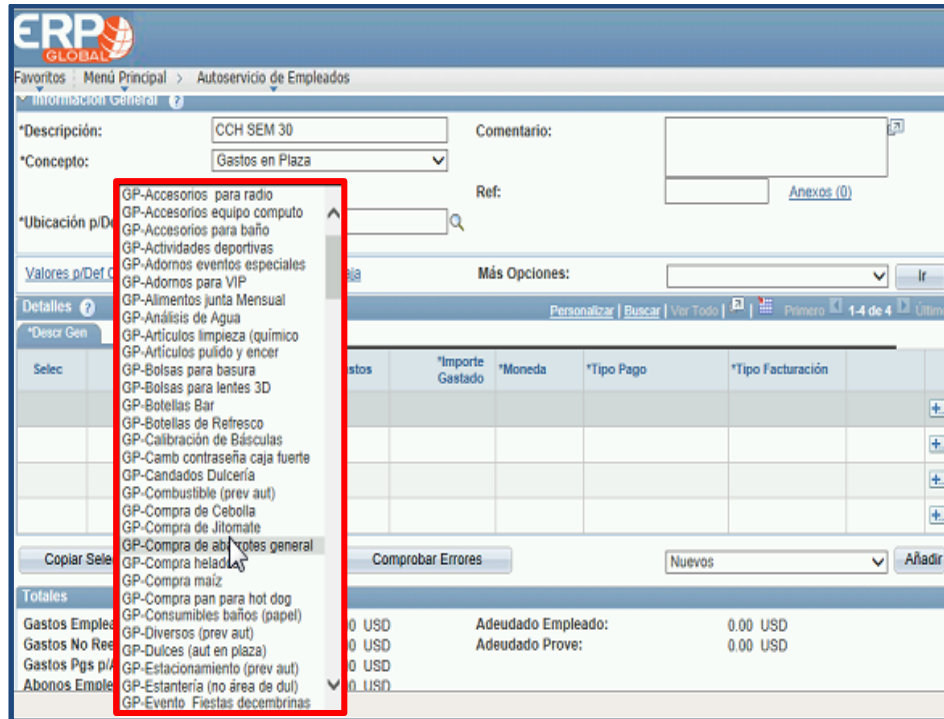 ERP
GLOBAL
Favoritos Menú Principal > Autoservicio de Empleados
Información General
*Descripción: CCH SEM 30 Comentario:
*Concepto: Gastos en Plaza
Ref: Anexos (0)
*Ubicación p/De
Valores p/Def Más Opciones: Ir
Detalles Personalizar | Buscar | Ver Todo | Primero 1-4 de 4
*Descr Gen
Selec stos *Importe Gastado *Moneda *Tipo Pago *Tipo Facturación
GP-Accesorios para radio
GP-Accesorios equipo computo
GP-Accesorios para baño
GP-Actividades deportivas
GP-Adornos eventos especiales
GP-Adornos para VIP
GP-Alimentos junta Mensual
GP-Análisis de Agua
GP-Artículos limpieza (químico
GP-Artículos pulido y encer
GP-Bolsas para basura
GP-Bolsas para lentes 3D
GP-Botellas Bar
GP-Botellas de Refresco
GP-Calibración de Básculas
GP-Camb contraseña caja fuerte
GP-Candados Dulcería
GP-Combustible (prev aut)
GP-Compra de Cebolla
GP-Compra de Jitomate
GP-Compra de abarrotes general
GP-Compra helados
GP-Compra maíz
GP-Compra pan para hot dog
GP-Consumibles baños (papel)
GP-Diversos (prev aut)
GP-Dulces (aut en plaza)
GP-Estacionamiento (prev aut)
GP-Estantería (no área de dul)
GP-Evento Fiestas decembrinas
Copiar Sele Comprobar Errores Nuevos Añadir
Totales
Gastos Emplea 0 USD Adeudado Empleado: 0.00 USD
Gastos No Ree 0 USD Adeudado Prove: 0.00 USD
Gastos Pgs p/A 0 USD
Abonos Emple 0 USD